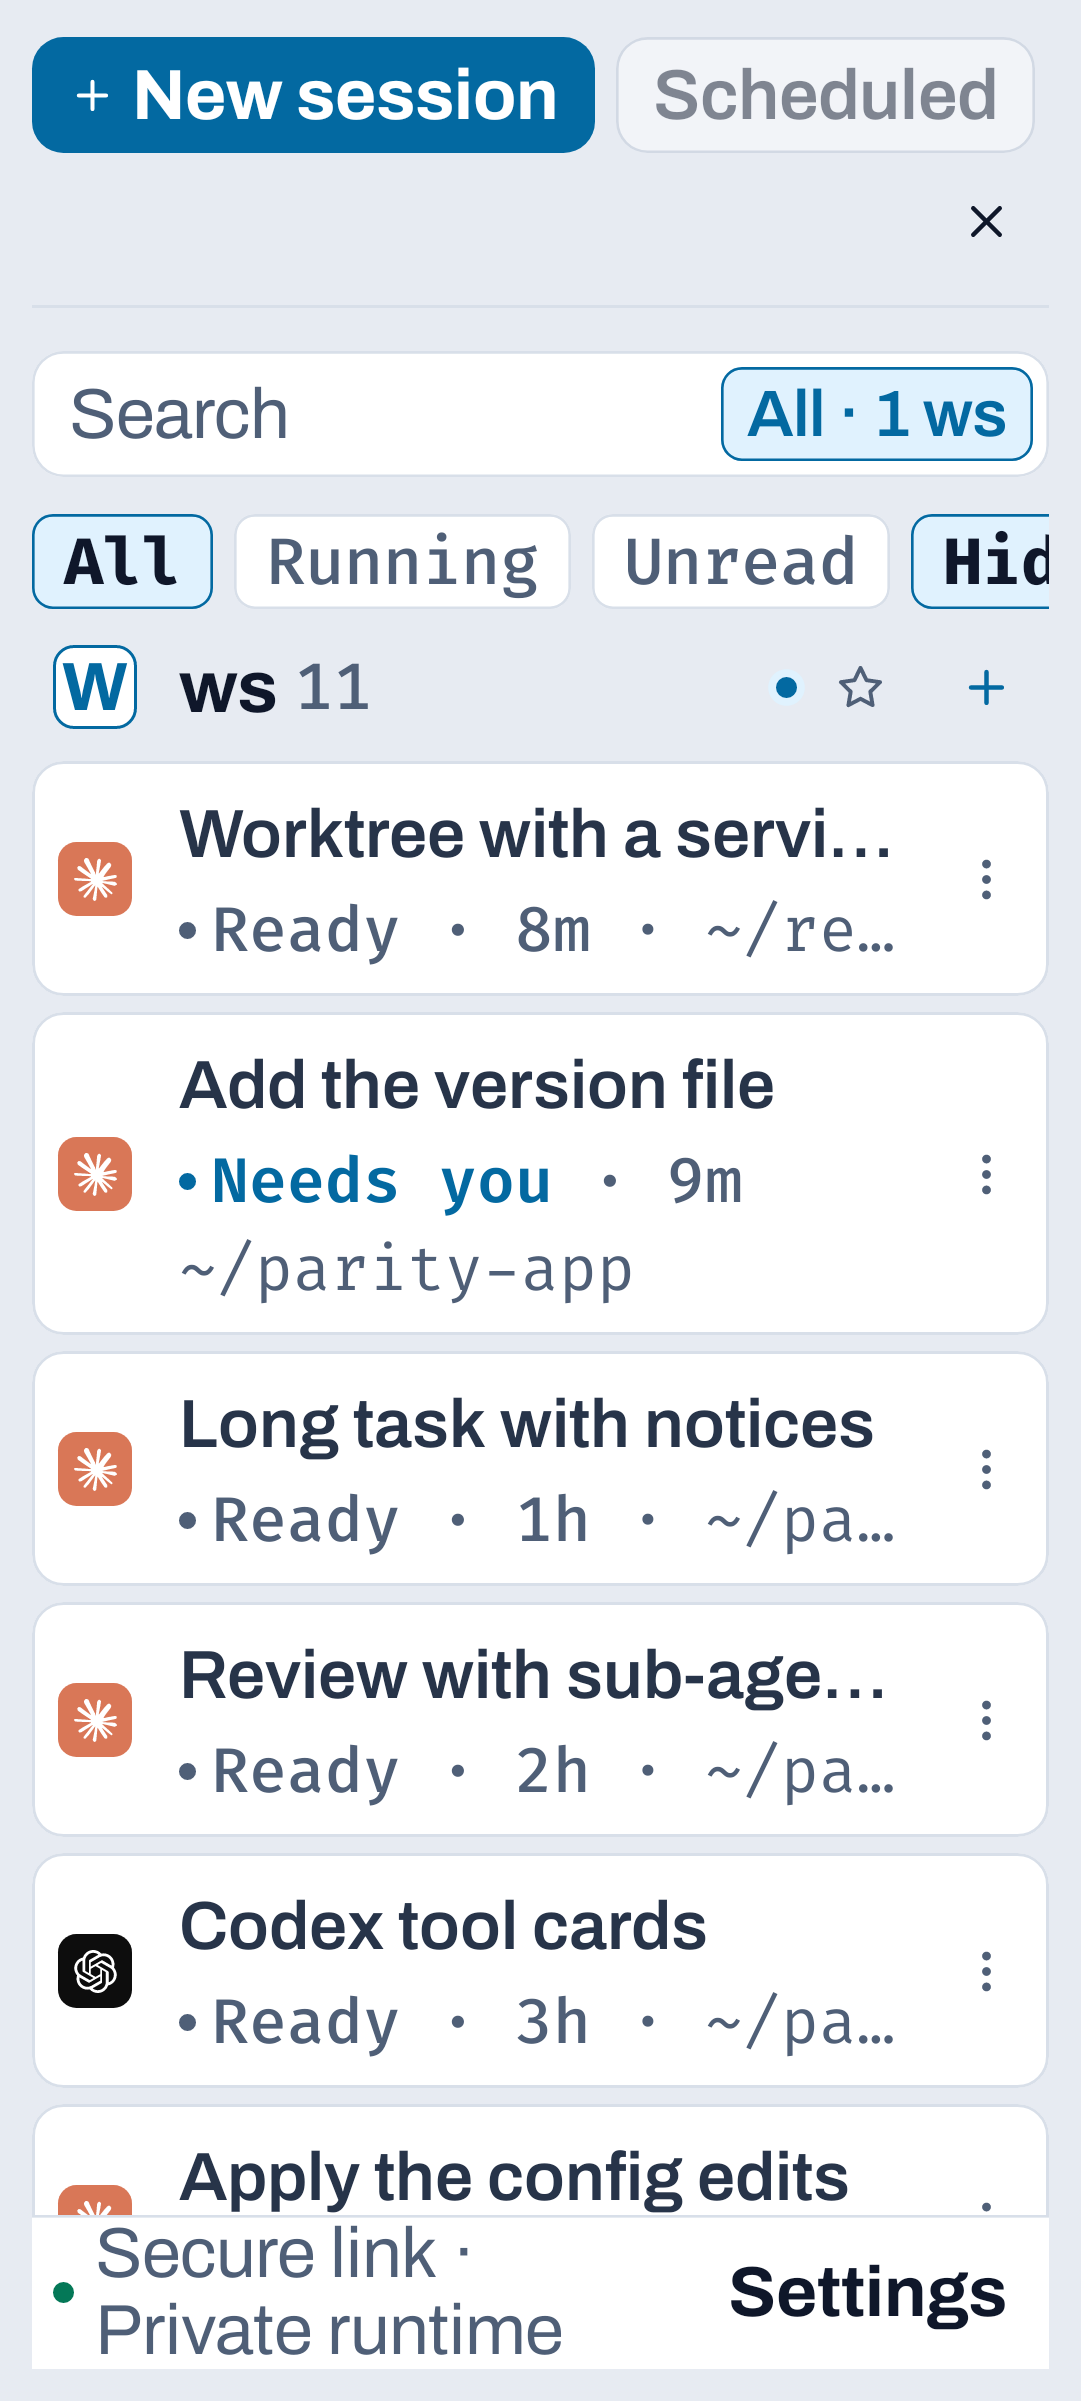 + New session Scheduled
Search All · 1 ws
All Running Unread Hid
W ws 11
Worktree with a servi…
•Ready · 8m · ~/re…
Add the version file
•Needs you · 9m
~/parity-app
Long task with notices
•Ready · 1h · ~/pa…
Review with sub-age…
•Ready · 2h · ~/pa…
Codex tool cards
•Ready · 3h · ~/pa…
Apply the config edits
Secure link ·
Private runtime
Settings